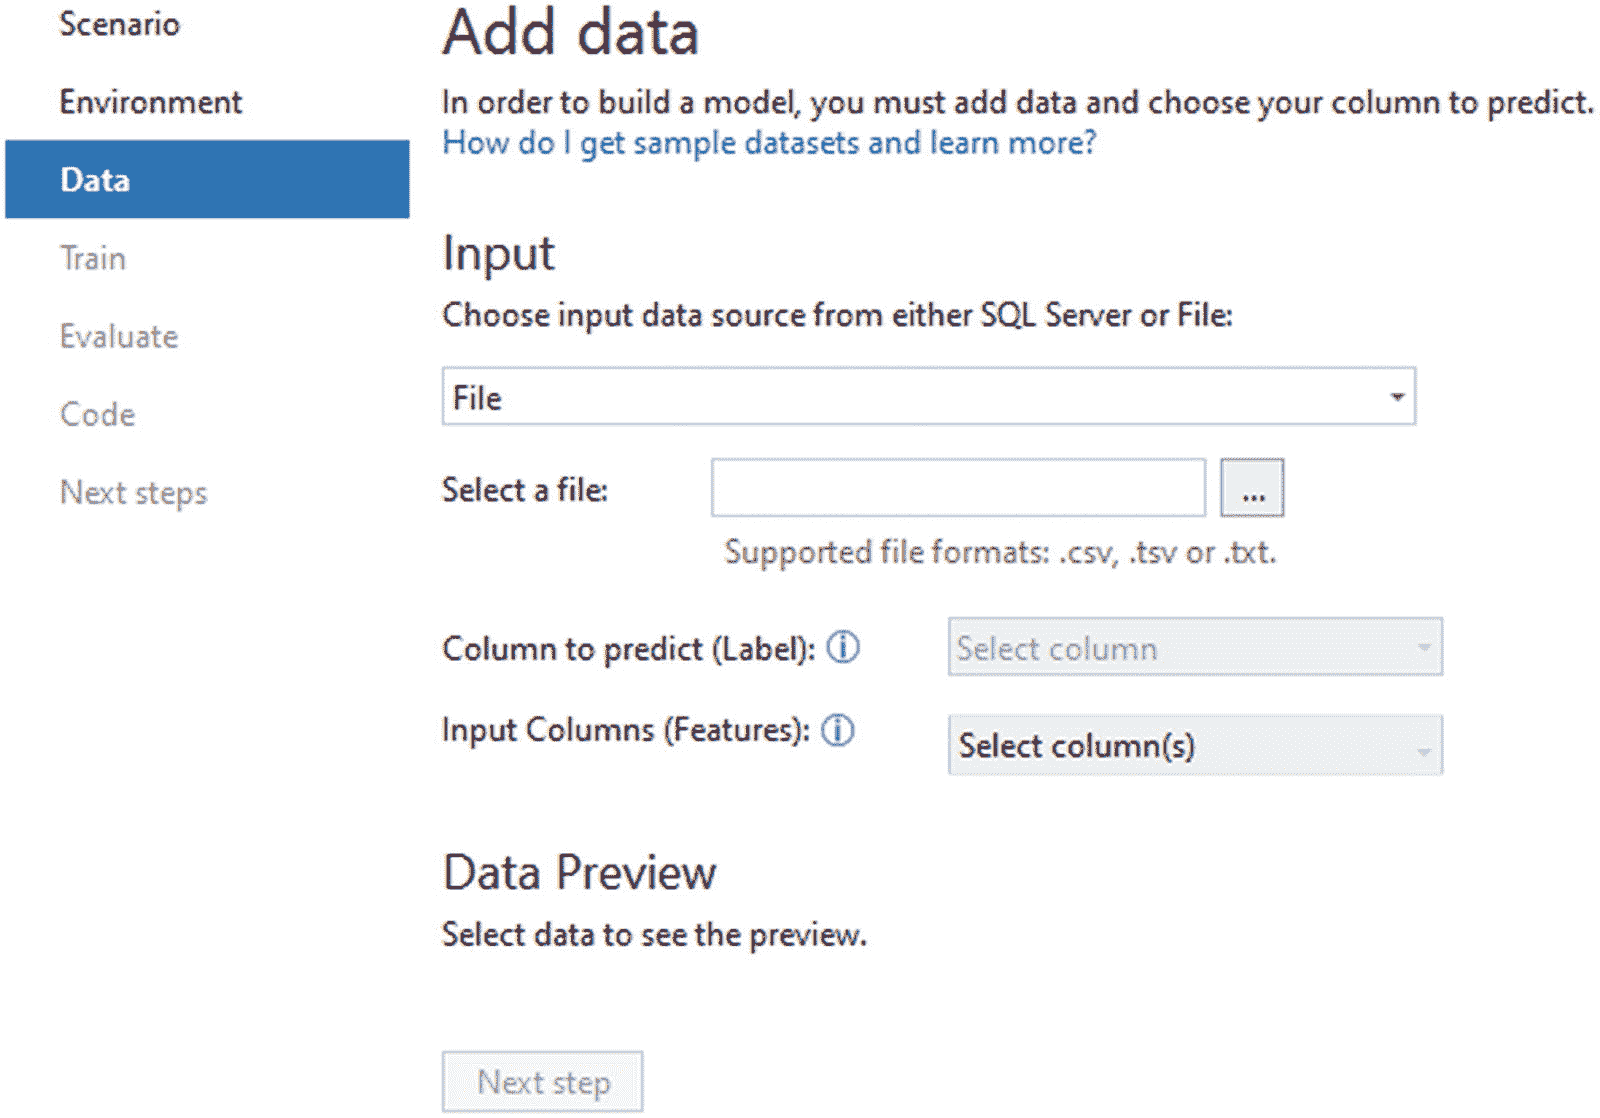 Scenario
Environment
Data
Train
Evaluate
Code
Next steps
Add data
In order to build a model, you must add data and choose your column to predict.
How do I get sample datasets and learn more?
Input
Choose input data source from either SQL Server or File:
File
Select a file:
...
Supported file formats: .csv, .tsv or .txt.
Column to predict (Label):
Select column
Input Columns (Features):
Select column(s)
Data Preview
Select data to see the preview.
Next step